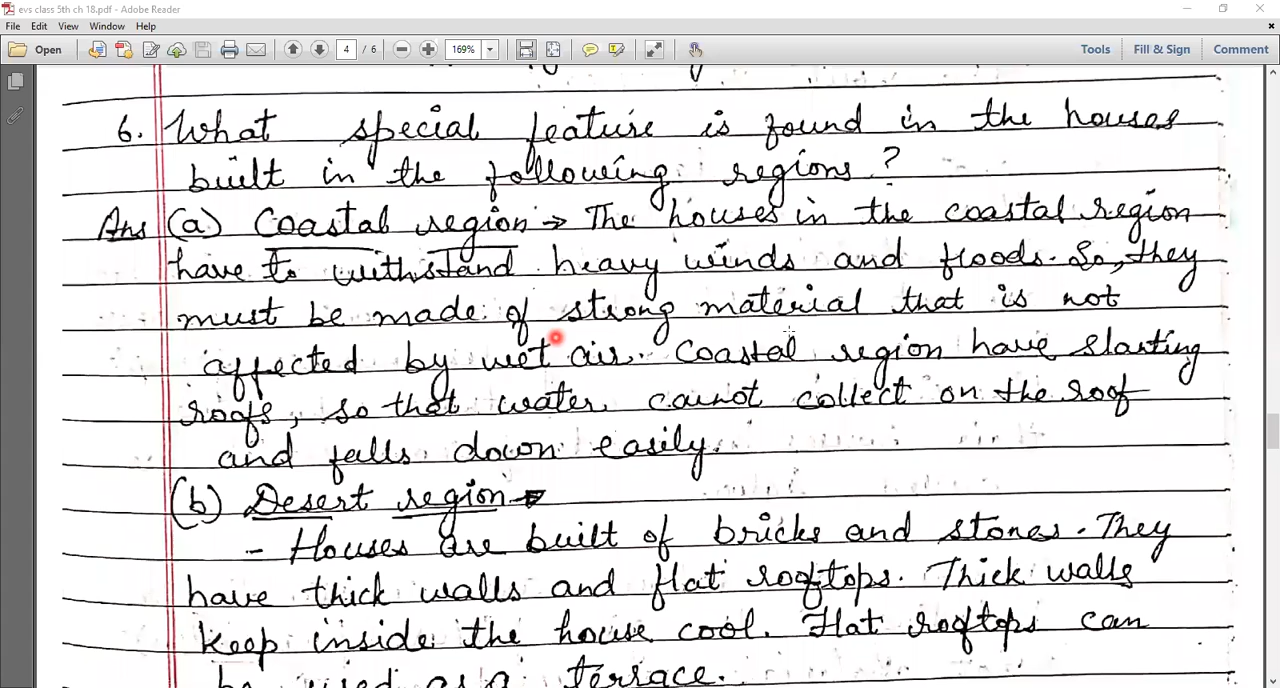 evs class 5th ch 18.pdf - Adobe Reader
File Edit View Window Help
Open 4 / 6 169% Tools Fill & Sign Comment
6. What special feature is found in the houses
built in the following regions?
Ans (a) Coastal region → The houses in the coastal region
have to withstand heavy winds and floods. So, they
must be made of strong material that is not
affected by wet air. Coastal region have slanting
roofs, so that water cannot collect on the roof
and falls down easily.
(b) Desert region →
- Houses are built of bricks and stones. They
have thick walls and flat rooftops. Thick walls
keep inside the house cool. Flat rooftops can
be used as a terrace.